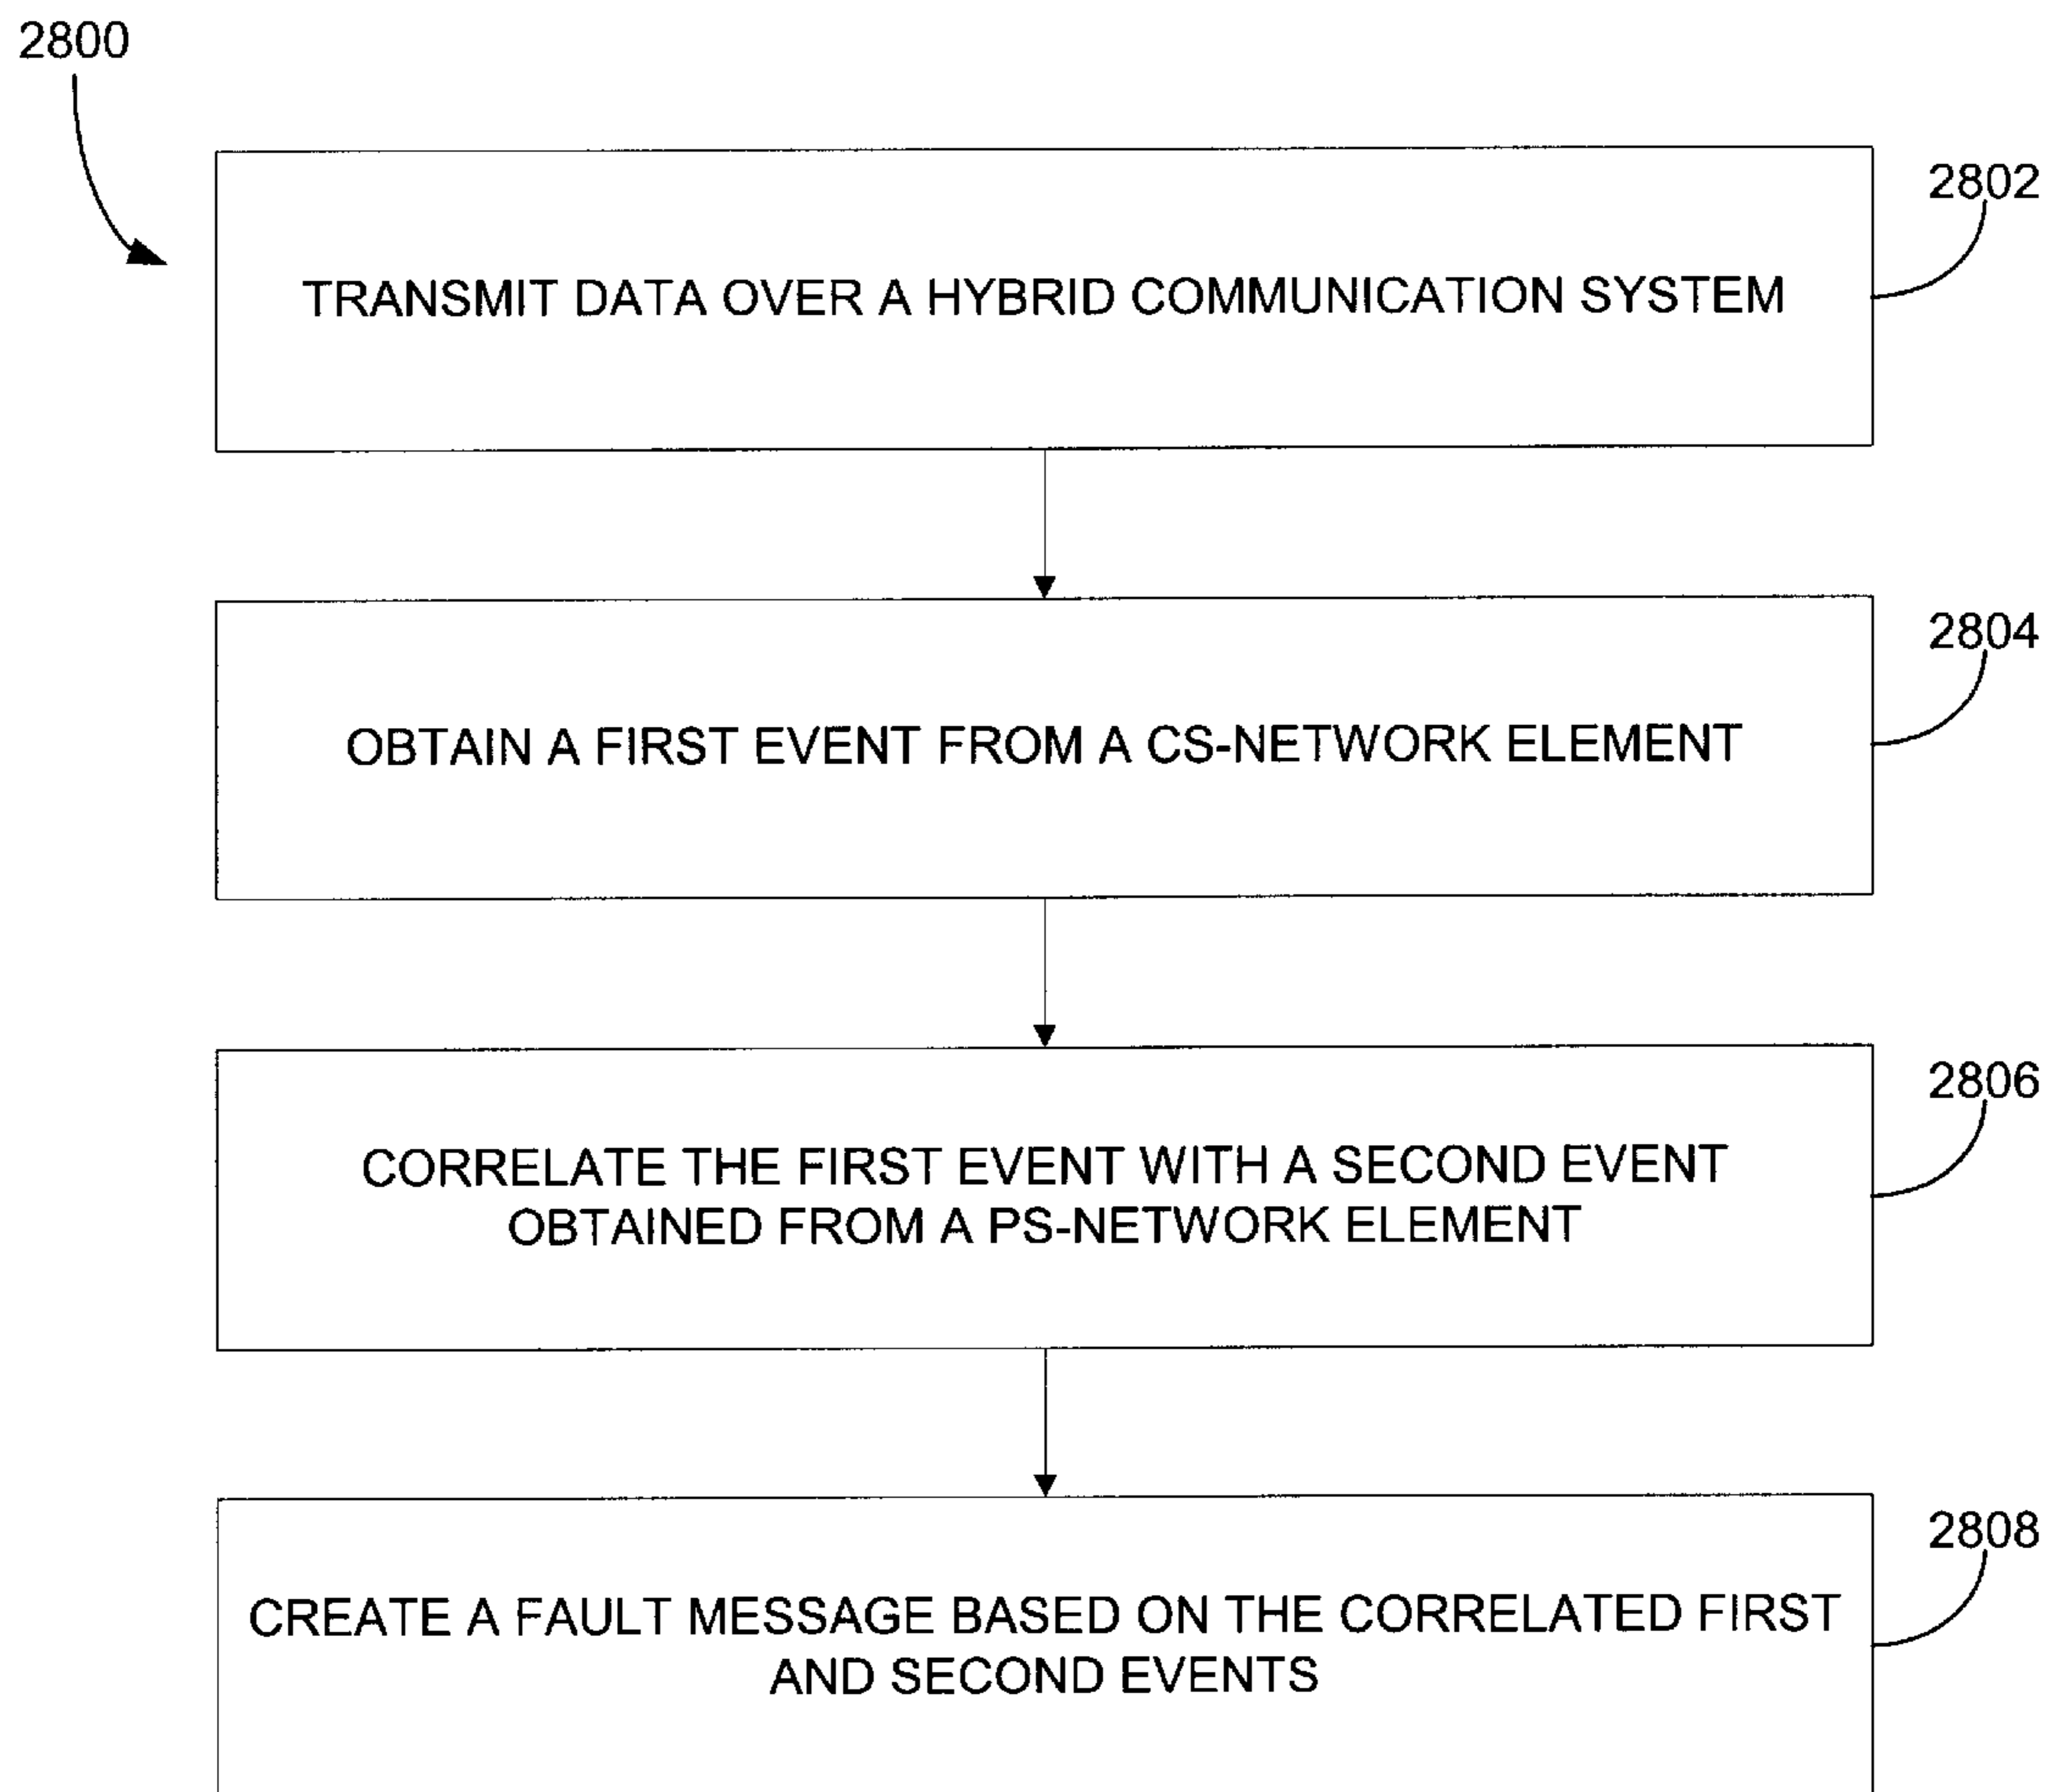 2800
2802
TRANSMIT DATA OVER A HYBRID COMMUNICATION SYSTEM
2804
OBTAIN A FIRST EVENT FROM A CS-NETWORK ELEMENT
2806
CORRELATE THE FIRST EVENT WITH A SECOND EVENT
OBTAINED FROM A PS-NETWORK ELEMENT
2808
CREATE A FAULT MESSAGE BASED ON THE CORRELATED FIRST
AND SECOND EVENTS